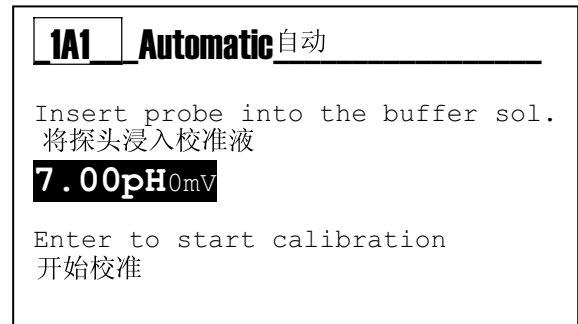 1A1 Automatic自动
Insert probe into the buffer sol.
将探头浸入校准液
7.00pH0mV
Enter to start calibration
开始校准